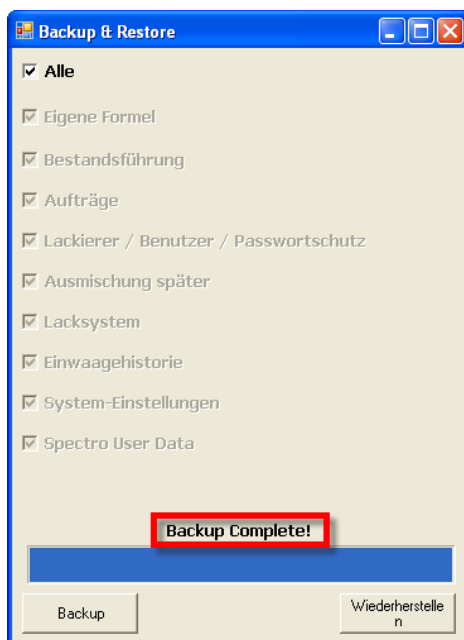 Backup & Restore
Alle
Eigene Formel
Bestandsführung
Aufträge
Lackierer / Benutzer / Passwortschutz
Ausmischung später
Lacksystem
Einwaagehistorie
System-Einstellungen
Spectro User Data
Backup Complete!
Backup
Wiederherstelle
n